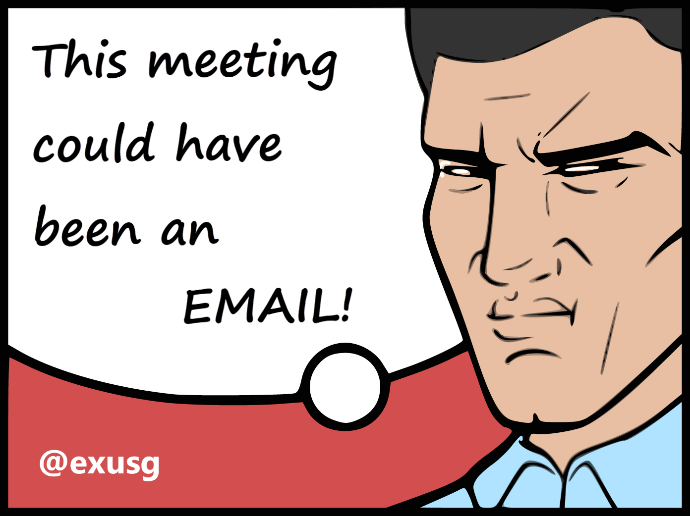 This meeting
could have
been an
EMAIL!
@exusg